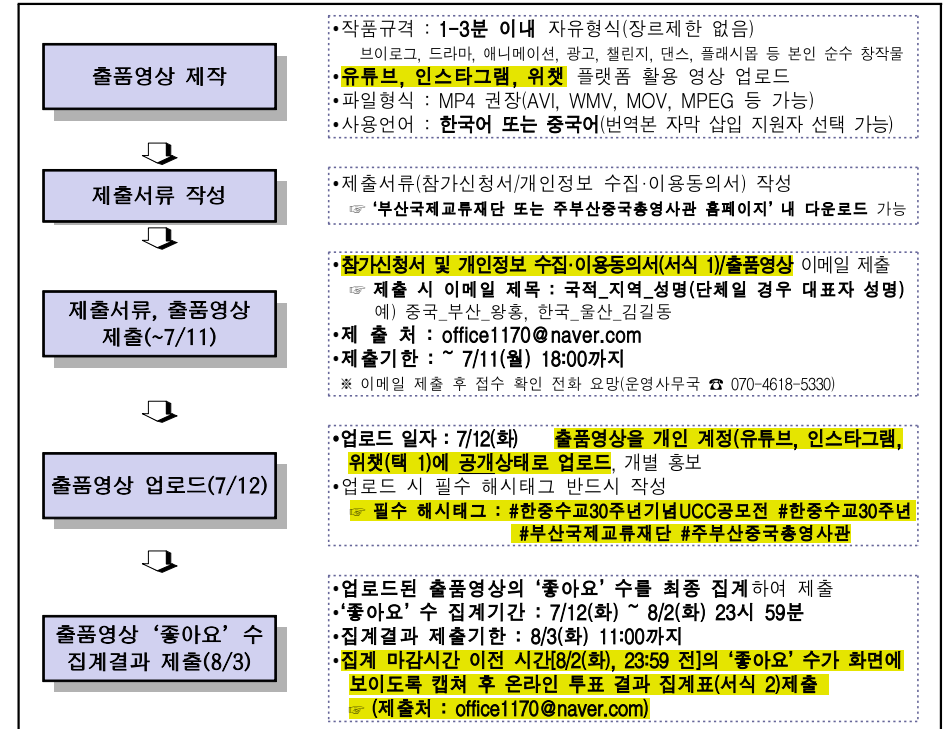 출품영상 제작
•작품규격 : 1-3분 이내 자유형식(장르제한 없음)
브이로그, 드라마, 애니메이션, 광고, 챌린지, 댄스, 플래시몹 등 본인 순수 창작물
•유튜브, 인스타그램, 위챗 플랫폼 활용 영상 업로드
•파일형식 : MP4 권장(AVI, WMV, MOV, MPEG 등 가능)
•사용언어 : 한국어 또는 중국어(번역본 자막 삽입 지원자 선택 가능)
제출서류 작성
•제출서류(참가신청서/개인정보 수집·이용동의서) 작성
☞ '부산국제교류재단 또는 주부산중국총영사관 홈페이지' 내 다운로드 가능
제출서류, 출품영상
제출(~7/11)
•참가신청서 및 개인정보 수집·이용동의서(서식 1)/출품영상 이메일 제출
☞ 제출 시 이메일 제목 : 국적_지역_성명(단체일 경우 대표자 성명)
예) 중국_부산_왕홍, 한국_울산_김길동
•제 출 처 : office1170@naver.com
•제출기한 : ~ 7/11(월) 18:00까지
※ 이메일 제출 후 접수 확인 전화 요망(운영사무국 ☎ 070-4618-5330)
출품영상 업로드(7/12)
•업로드 일자 : 7/12(화) 출품영상을 개인 계정(유튜브, 인스타그램,
위챗(택 1)에 공개상태로 업로드, 개별 홍보
•업로드 시 필수 해시태그 반드시 작성
☞ 필수 해시태그 : #한중수교30주년기념UCC공모전 #한중수교30주년
#부산국제교류재단 #주부산중국총영사관
출품영상 '좋아요' 수
집계결과 제출(8/3)
•업로드된 출품영상의 '좋아요' 수를 최종 집계하여 제출
•'좋아요' 수 집계기간 : 7/12(화) ~ 8/2(화) 23시 59분
•집계결과 제출기한 : 8/3(화) 11:00까지
•집계 마감시간 이전 시간[8/2(화), 23:59 전]의 '좋아요' 수가 화면에
보이도록 캡쳐 후 온라인 투표 결과 집계표(서식 2)제출
☞ (제출처 : office1170@naver.com)